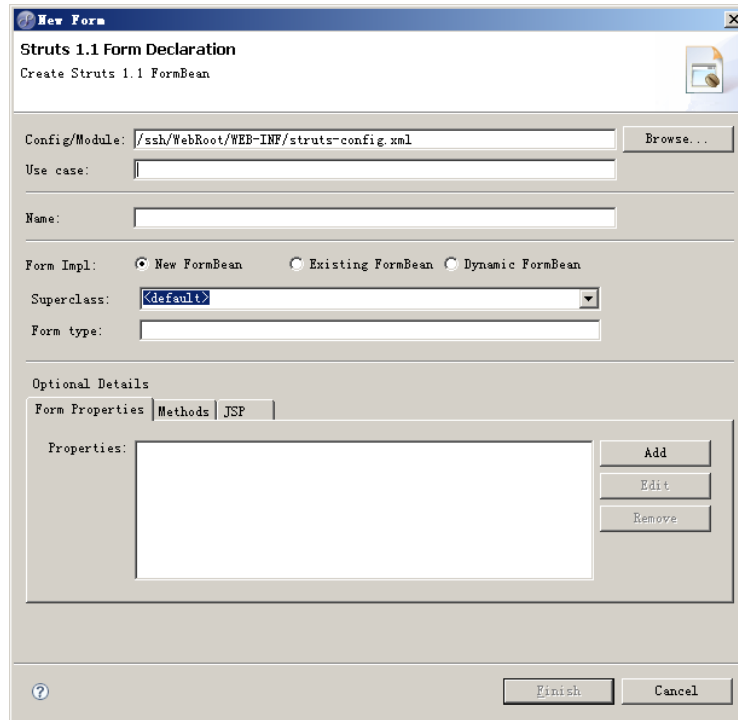 New Form
Struts 1.1 Form Declaration
Create Struts 1.1 FormBean
Config/Module: /ssh/WebRoot/WEB-INF/struts-config.xml Browse...
Use case:
Name:
Form Impl: New FormBean Existing FormBean Dynamic FormBean
Superclass: <default>
Form type:
Optional Details
Form Properties Methods JSP
Properties: Add
Edit
Remove
Finish Cancel